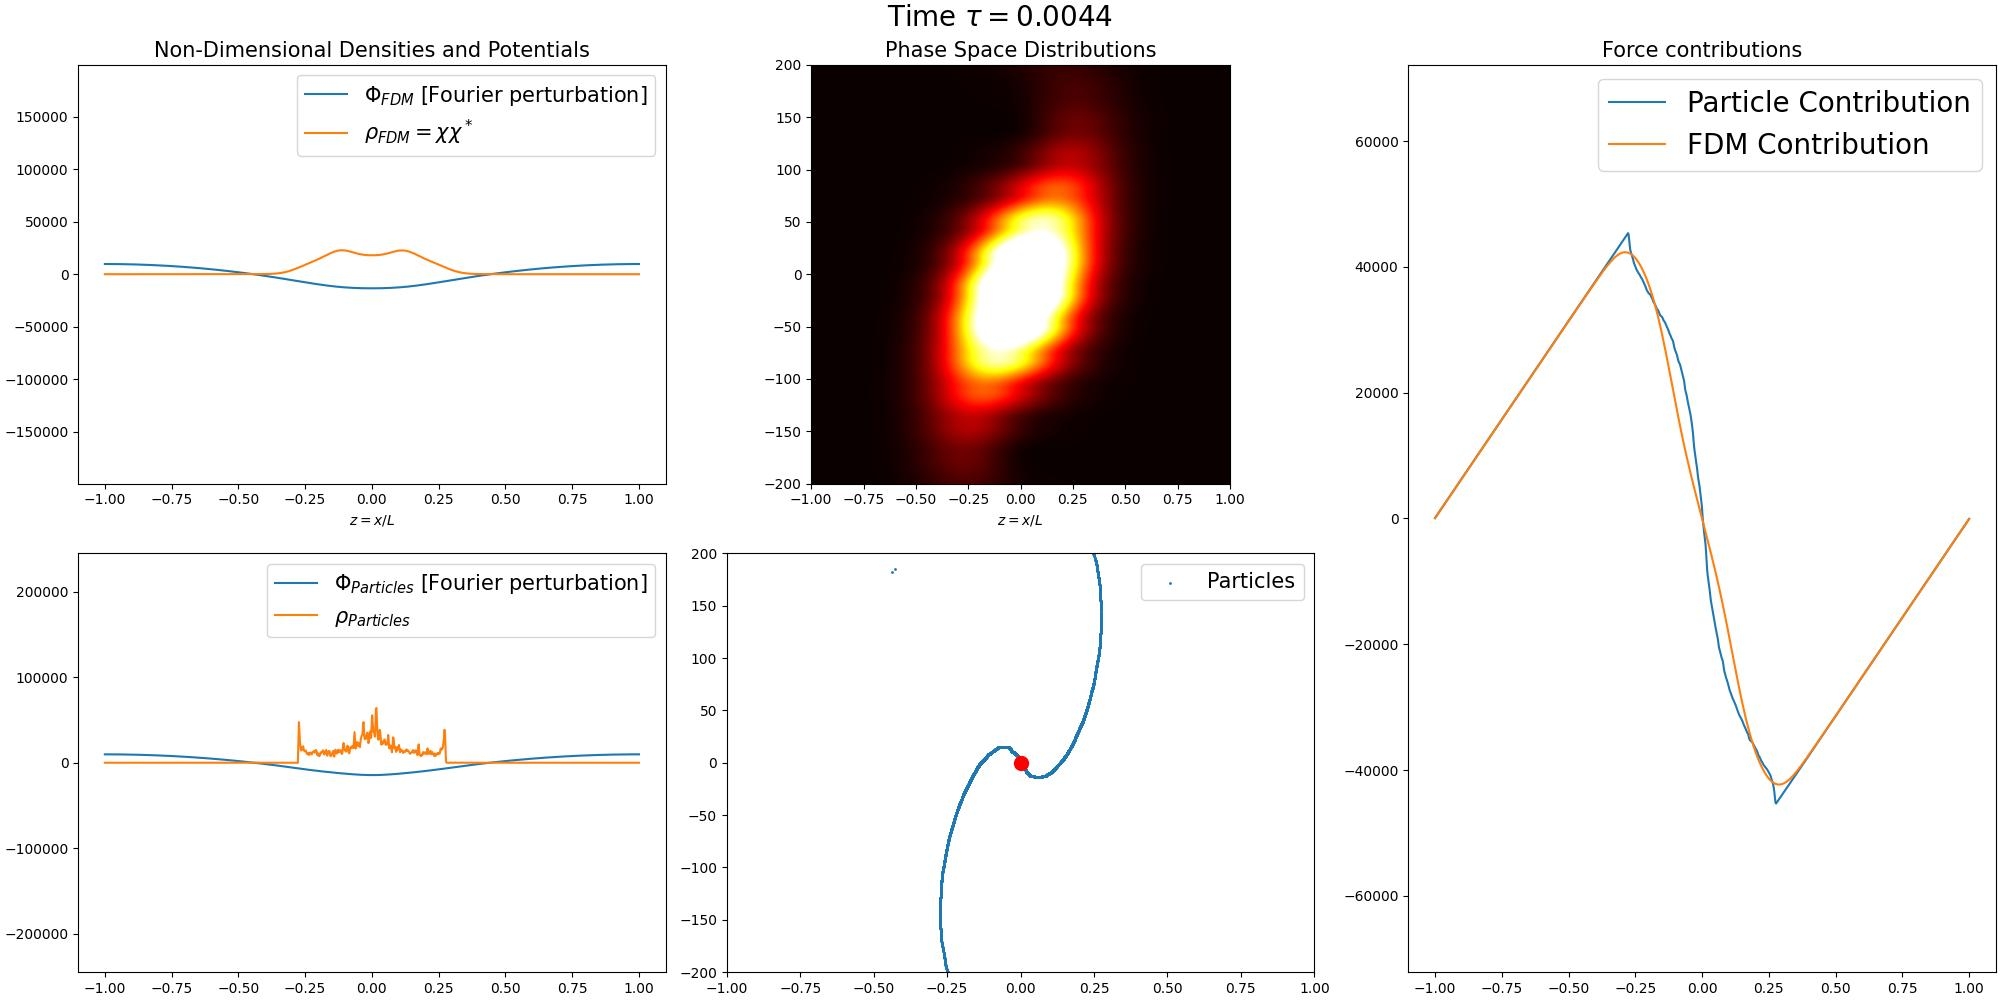 Time τ = 0.0044
Non-Dimensional Densities and Potentials
Φ_FDM [Fourier perturbation]
ρ_FDM = χχ*
150000
100000
50000
0
−50000
−100000
−150000
−1.00 −0.75 −0.50 −0.25 0.00 0.25 0.50 0.75 1.00
z = x/L
Phase Space Distributions
200
150
100
50
0
−50
−100
−150
−200
−1.00 −0.75 −0.50 −0.25 0.00 0.25 0.50 0.75 1.00
z = x/L
Force contributions
Particle Contribution
FDM Contribution
60000
40000
20000
0
−20000
−40000
−60000
−1.00 −0.75 −0.50 −0.25 0.00 0.25 0.50 0.75 1.00
Φ_Particles [Fourier perturbation]
ρ_Particles
200000
100000
0
−100000
−200000
−1.00 −0.75 −0.50 −0.25 0.00 0.25 0.50 0.75 1.00
Particles
200
150
100
50
0
−50
−100
−150
−200
−1.00 −0.75 −0.50 −0.25 0.00 0.25 0.50 0.75 1.00